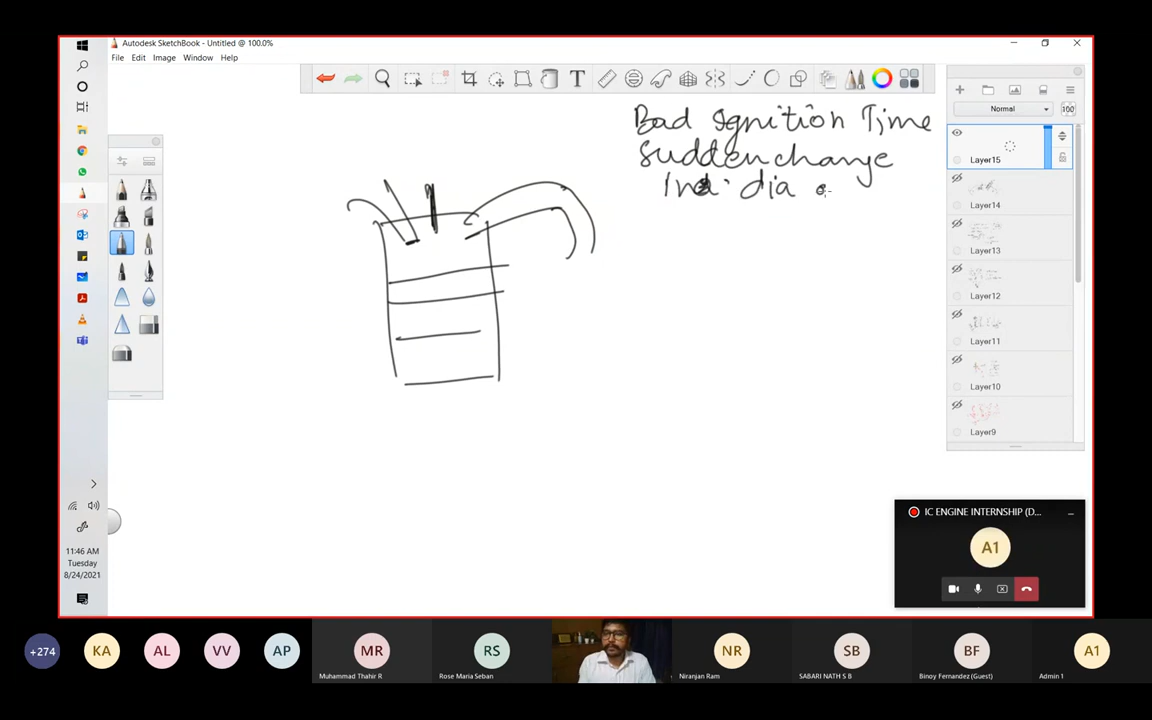 Autodesk SketchBook - Untitled @ 100.0%
File Edit Image Window Help
T
Bad Ignition Time
Sudden change
In dia
Normal
100
Layer15
Layer14
Layer13
Layer12
Layer11
Layer10
Layer9
11:46 AM
Tuesday
8/24/2021
IC ENGINE INTERNSHIP (D...
A1
+274
KA
AL
VV
AP
MR
Muhammad Thahir R
RS
Rose Maria Seban
NR
Niranjan Ram
SB
SABARI NATH S B
BF
Binoy Fernandez (Guest)
A1
Admin 1